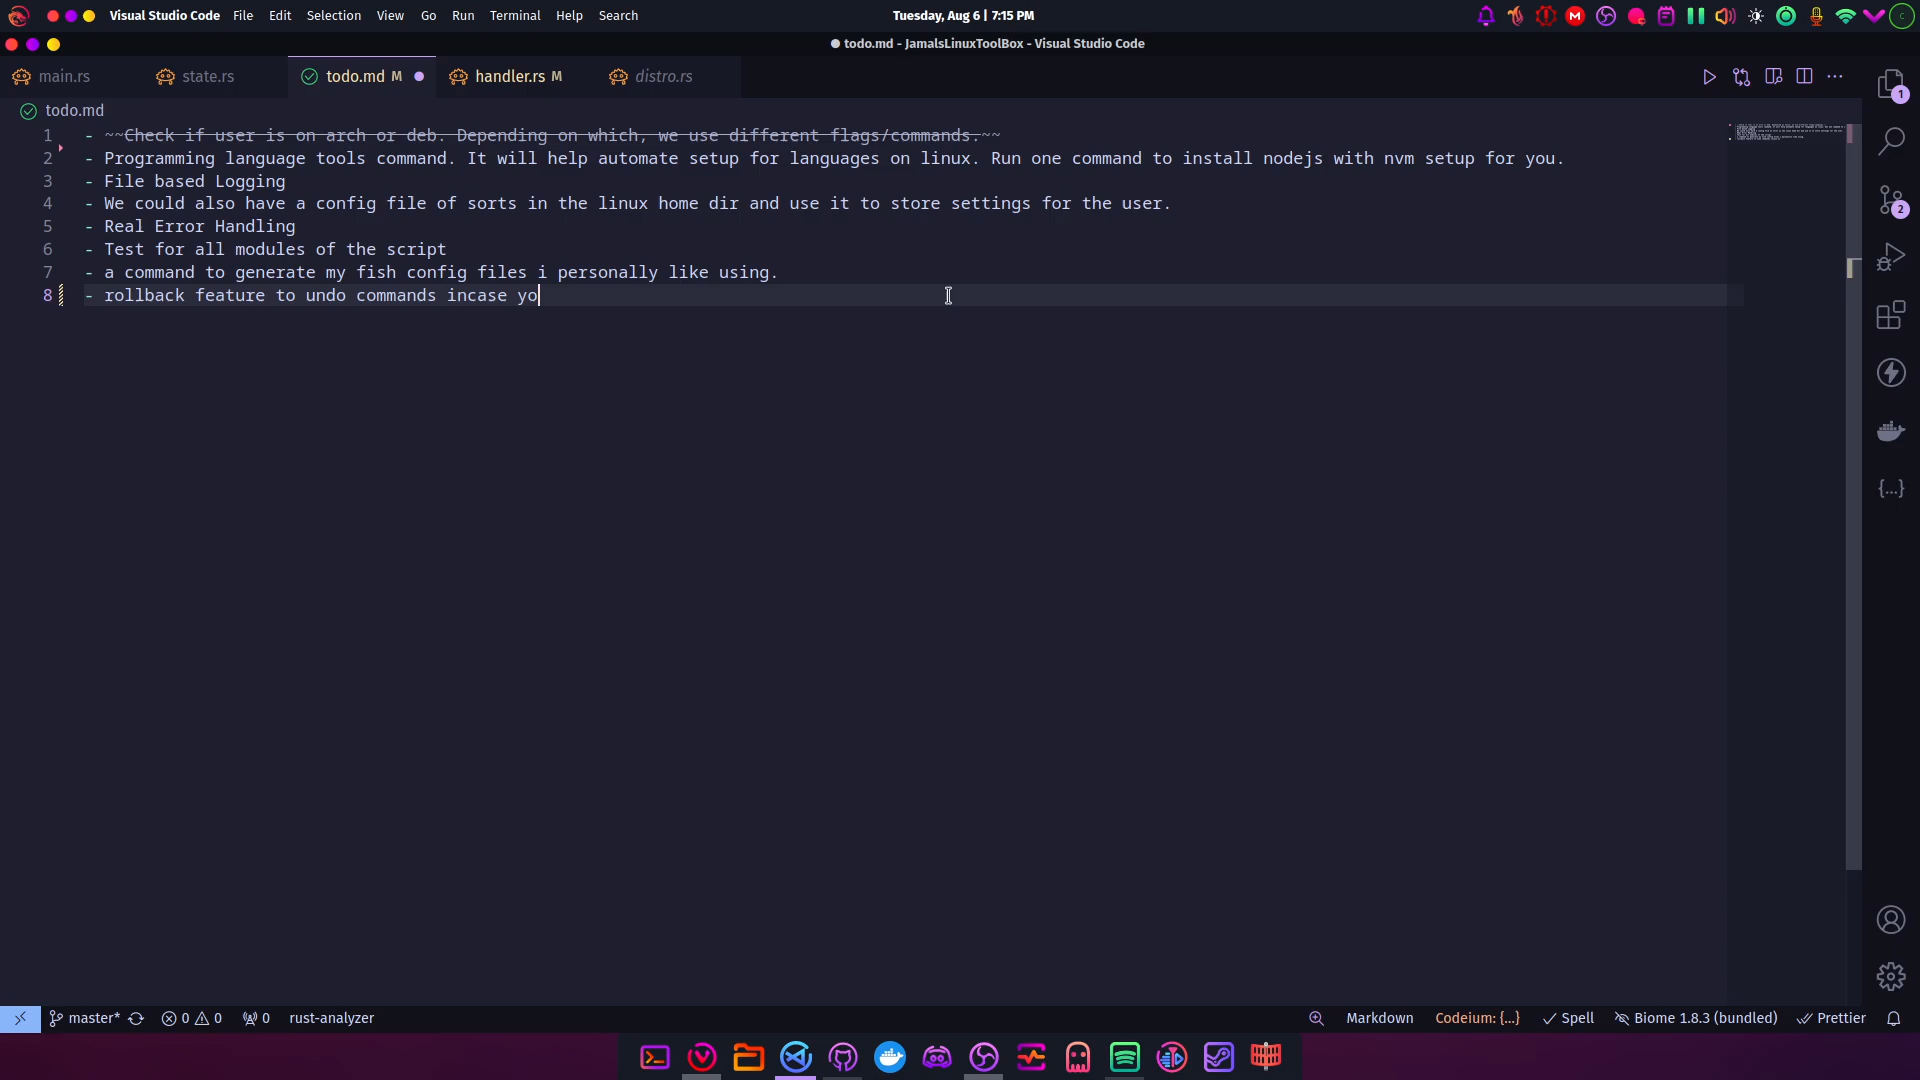 Visual Studio Code File Edit Selection View Go Run Terminal Help Search Tuesday, Aug 6 | 7:15 PM
● todo.md - JamalsLinuxToolBox - Visual Studio Code
main.rs state.rs todo.md M handler.rs M distro.rs
todo.md
1 - ~~Check if user is on arch or deb. Depending on which, we use different flags/commands.~~
2 - Programming language tools command. It will help automate setup for languages on linux. Run one command to install nodejs with nvm setup for you.
3 - File based Logging
4 - We could also have a config file of sorts in the linux home dir and use it to store settings for the user.
5 - Real Error Handling
6 - Test for all modules of the script
7 - a command to generate my fish config files i personally like using.
8 - rollback feature to undo commands incase yo
1
2
master* 0 0 0 rust-analyzer Markdown Codeium: {...} Spell Biome 1.8.3 (bundled) Prettier